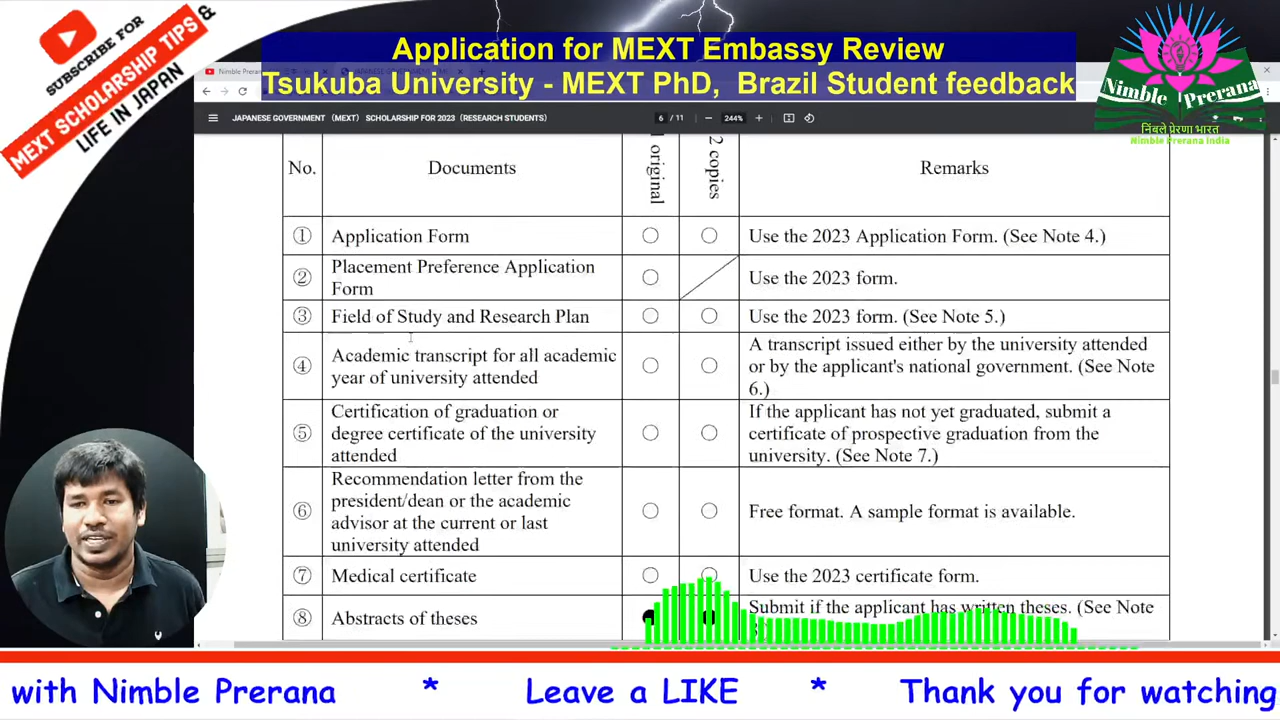 SUBSCRIBE FOR
MEXT SCHOLARSHIP TIPS &
LIFE IN JAPAN
Application for MEXT Embassy Review
Tsukuba University - MEXT PhD, Brazil Student feedback
Nimble Prerana
निंबले प्रेरणा भारत
Nimble Prerana India
JAPANESE GOVERNMENT (MEXT) SCHOLARSHIP FOR 2023 (RESEARCH STUDENTS)
6 / 11
244%
No.
Documents
original
2 copies
Remarks
① Application Form ○ ○ Use the 2023 Application Form. (See Note 4.)
② Placement Preference Application
Form ○ Use the 2023 form.
③ Field of Study and Research Plan ○ ○ Use the 2023 form. (See Note 5.)
④ Academic transcript for all academic
year of university attended ○ ○
A transcript issued either by the university attended
or by the applicant's national government. (See Note
6.)
⑤ Certification of graduation or
degree certificate of the university
attended ○ ○
If the applicant has not yet graduated, submit a
certificate of prospective graduation from the
university. (See Note 7.)
⑥ Recommendation letter from the
president/dean or the academic
advisor at the current or last
university attended ○ ○
Free format. A sample format is available.
⑦ Medical certificate ○ ○ Use the 2023 certificate form.
⑧ Abstracts of theses
Submit if the applicant has written theses. (See Note
with Nimble Prerana * Leave a LIKE * Thank you for watching